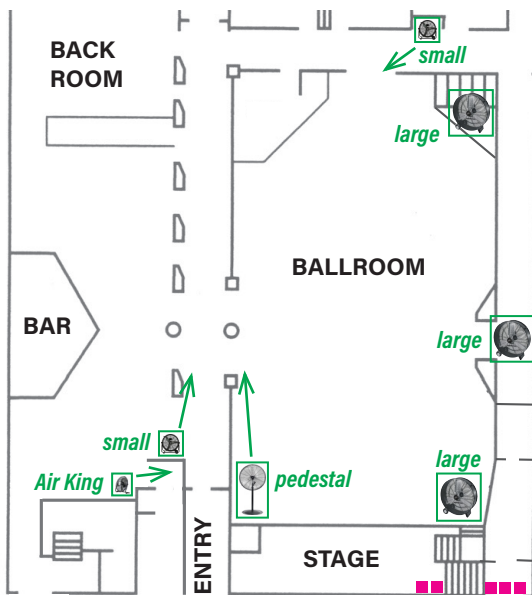 BACK
ROOM
small
large
BALLROOM
BAR
large
small
Air King
pedestal
large
ENTRY
STAGE